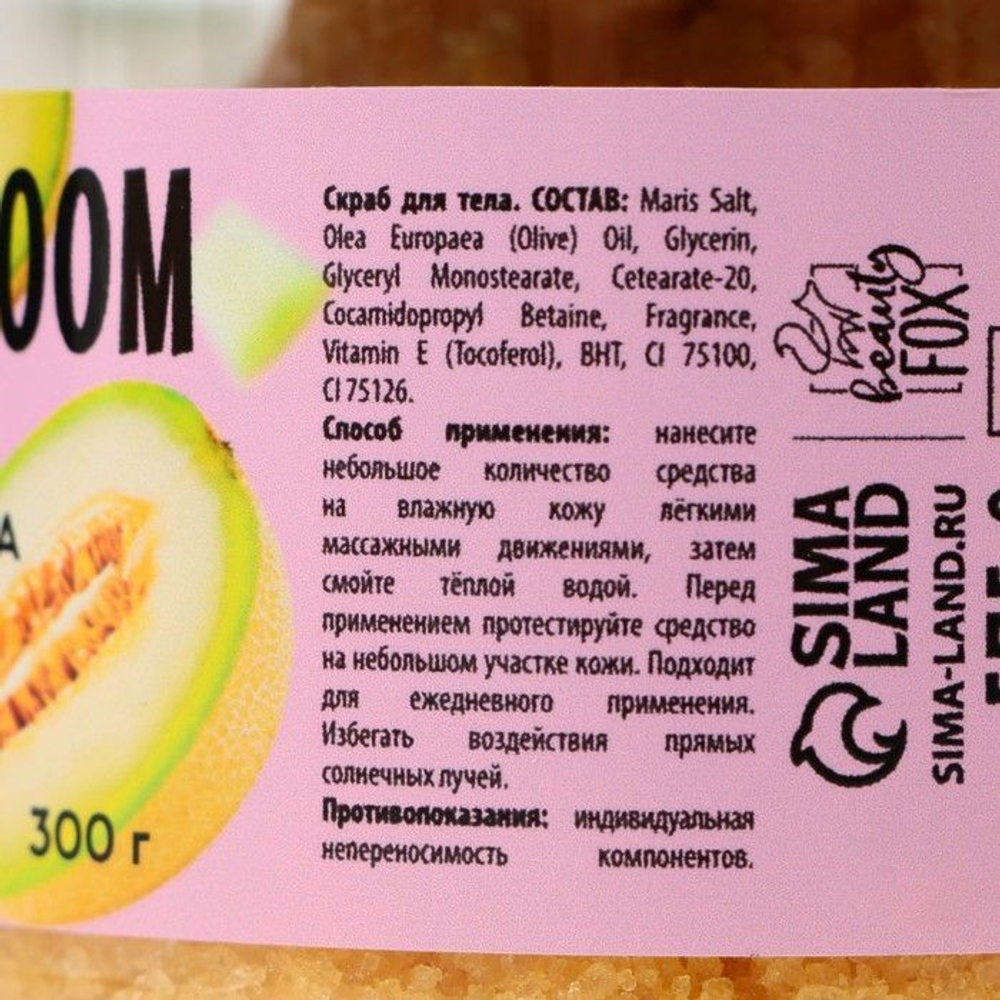 OOM
А
300 г
Скраб для тела. СОСТАВ: Maris Salt,
Olea Europaea (Olive) Oil, Glycerin,
Glyceryl Monostearate, Cetearate-20,
Cocamidopropyl Betaine, Fragrance,
Vitamin E (Tocoferol), BHT, CI 75100,
CI 75126.
Способ применения: нанесите
небольшое количество средства
на влажную кожу лёгкими
массажными движениями, затем
смойте тёплой водой. Перед
применением протестируйте средство
на небольшом участке кожи. Подходит
для ежедневного применения.
Избегать воздействия прямых
солнечных лучей.
Противопоказания: индивидуальная
непереносимость компонентов.
beauty
FOX
SIMA
LAND
SIMA-LAND.RU